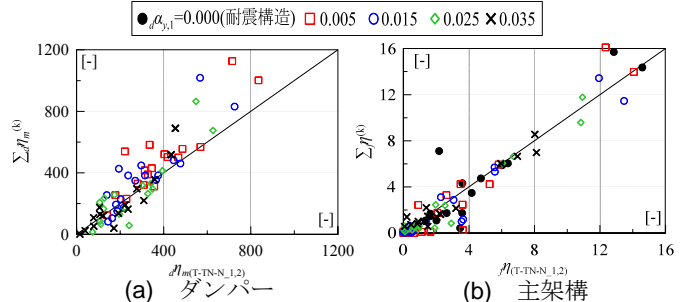 dαy,1=0.000(耐震構造) 0.005 0.015 0.025 0.035
1200
800
400
0
[-]
[-]
Σdηm(k)
0 400 800 1200
dηm(T-TN-N_1,2)
(a) ダンパー
16
12
8
4
0
[-]
[-]
Σfη(k)
0 4 8 12 16
fη(T-TN-N_1,2)
(b) 主架構